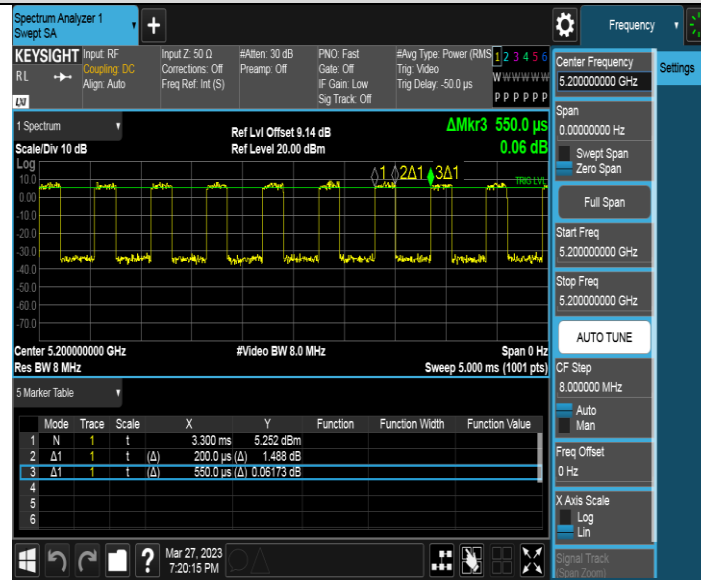 Spectrum Analyzer 1
Swept SA
Frequency
KEYSIGHT
RL
LXI
Input: RF
Coupling: DC
Align: Auto
Input Z: 50 Ω
Corrections: Off
Freq Ref: Int (S)
#Atten: 30 dB
Preamp: Off
PNO: Fast
Gate: Off
IF Gain: Low
Sig Track: Off
#Avg Type: Power (RMS
Trig: Video
Trig Delay: -50.0 µs
1 2 3 4 5 6
W W W W W W
P P P P P P
1 Spectrum
Scale/Div 10 dB
Ref Lvl Offset 9.14 dB
Ref Level 20.00 dBm
ΔMkr3 550.0 µs
0.06 dB
Log
10.0
0.00
-10.0
-20.0
-30.0
-40.0
-50.0
-60.0
-70.0
1 2Δ1 3Δ1
TRIG LVL
Center 5.200000000 GHz
Res BW 8 MHz
#Video BW 8.0 MHz
Span 0 Hz
Sweep 5.000 ms (1001 pts)
5 Marker Table
Mode Trace Scale X Y Function Function Width Function Value
1 N 1 t 3.300 ms 5.252 dBm
2 Δ1 1 t (Δ) 200.0 µs (Δ) 1.488 dB
3 Δ1 1 t (Δ) 550.0 µs (Δ) 0.06173 dB
4
5
6
?
Mar 27, 2023
7:20:15 PM
Center Frequency
5.200000000 GHz
Settings
Span
0.00000000 Hz
Swept Span
Zero Span
Full Span
Start Freq
5.200000000 GHz
Stop Freq
5.200000000 GHz
AUTO TUNE
CF Step
8.000000 MHz
Auto
Man
Freq Offset
0 Hz
X Axis Scale
Log
Lin
Signal Track
(Span Zoom)